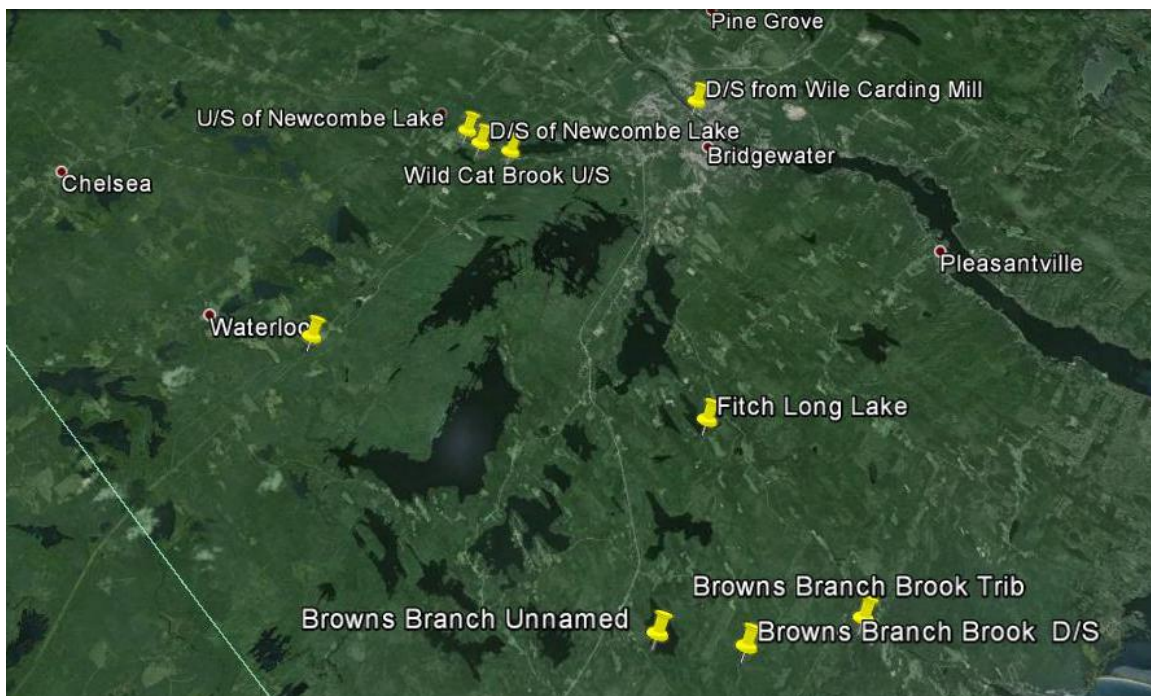 Pine Grove
D/S from Wile Carding Mill
U/S of Newcombe Lake
D/S of Newcombe Lake
Bridgewater
Wild Cat Brook U/S
Chelsea
Pleasantville
Waterloo
Fitch Long Lake
Browns Branch Brook Trib
Browns Branch Unnamed
Browns Branch Brook D/S